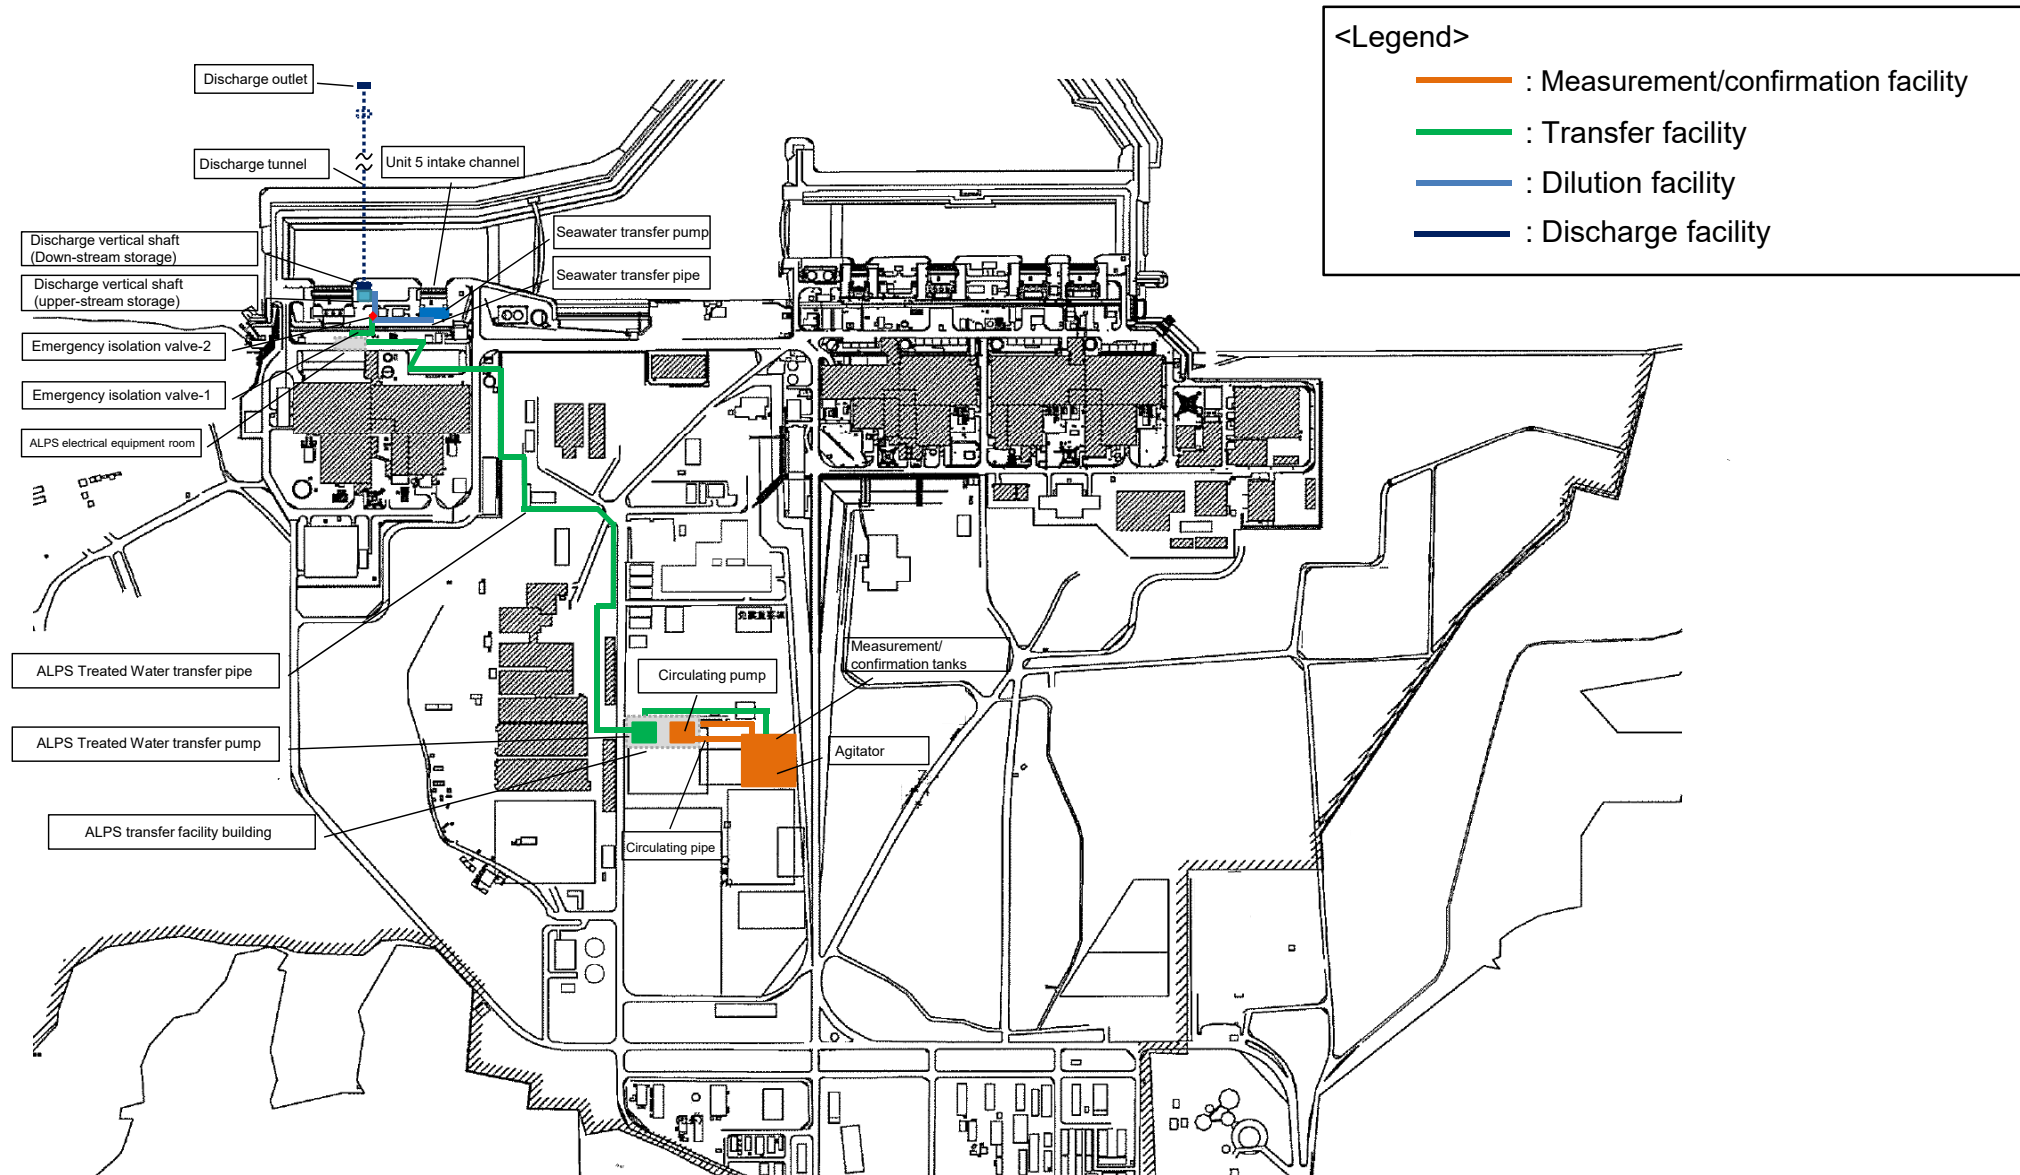 <Legend>
: Measurement/confirmation facility
: Transfer facility
: Dilution facility
: Discharge facility
Discharge outlet
Discharge tunnel
Unit 5 intake channel
Seawater transfer pump
Discharge vertical shaft
(Down-stream storage)
Seawater transfer pipe
Discharge vertical shaft
(upper-stream storage)
Emergency isolation valve-2
Emergency isolation valve-1
ALPS electrical equipment room
Measurement/
confirmation tanks
ALPS Treated Water transfer pipe
Circulating pump
ALPS Treated Water transfer pump
Agitator
ALPS transfer facility building
Circulating pipe